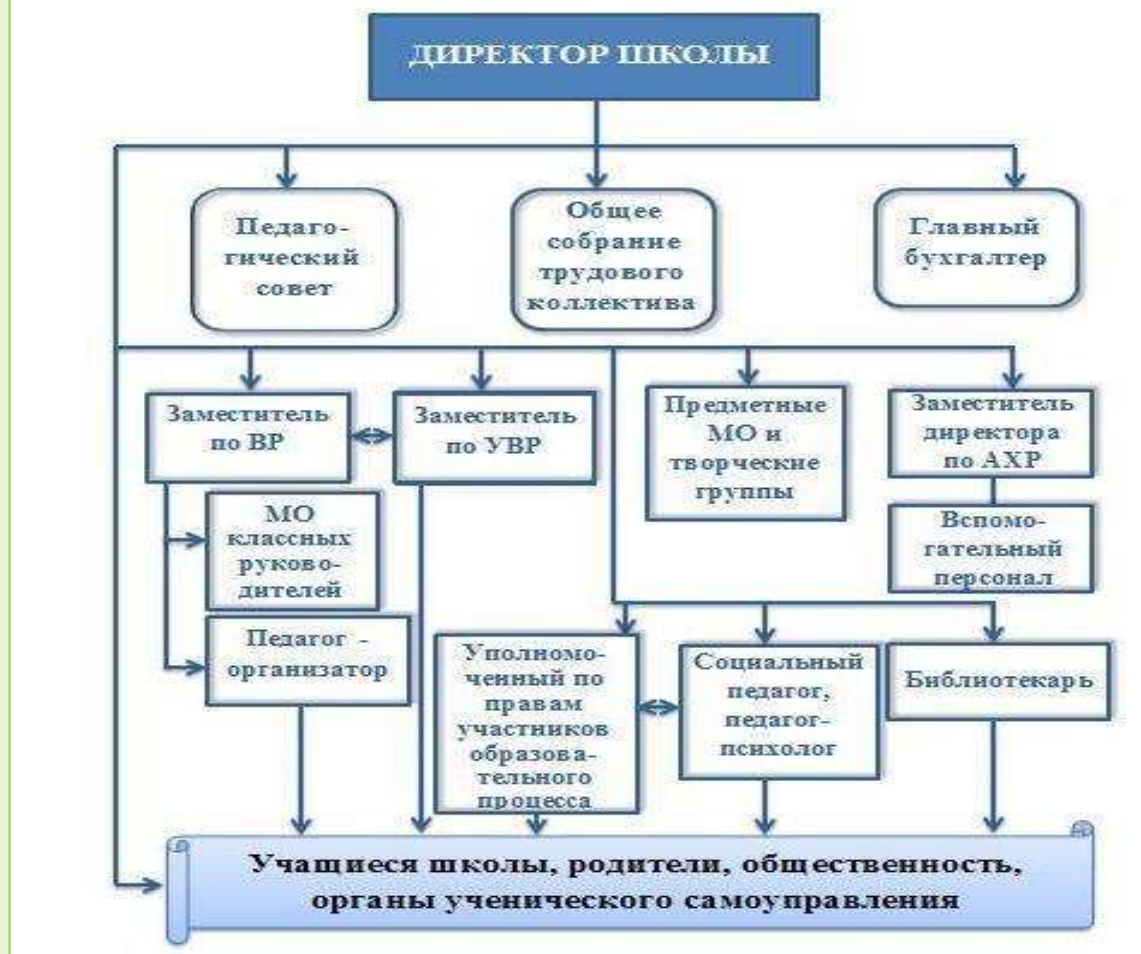 ДИРЕКТОР ШКОЛЫ
Педаго-
гический
совет
Общее
собрание
трудового
коллектива
Главный
бухгалтер
Заместитель
по ВР
Заместитель
по УВР
Предметные
МО и
творческие
группы
Заместитель
директора
по АХР
МО
классных
руково-
дителей
Вспомо-
гательный
персонал
Педагог -
организатор
Уполномо-
ченный по
правам
участников
образова-
тельного
процесса
Социальный
педагог,
педагог-
психолог
Библиотекарь
Учащиеся школы, родители, общественность,
органы ученического самоуправления